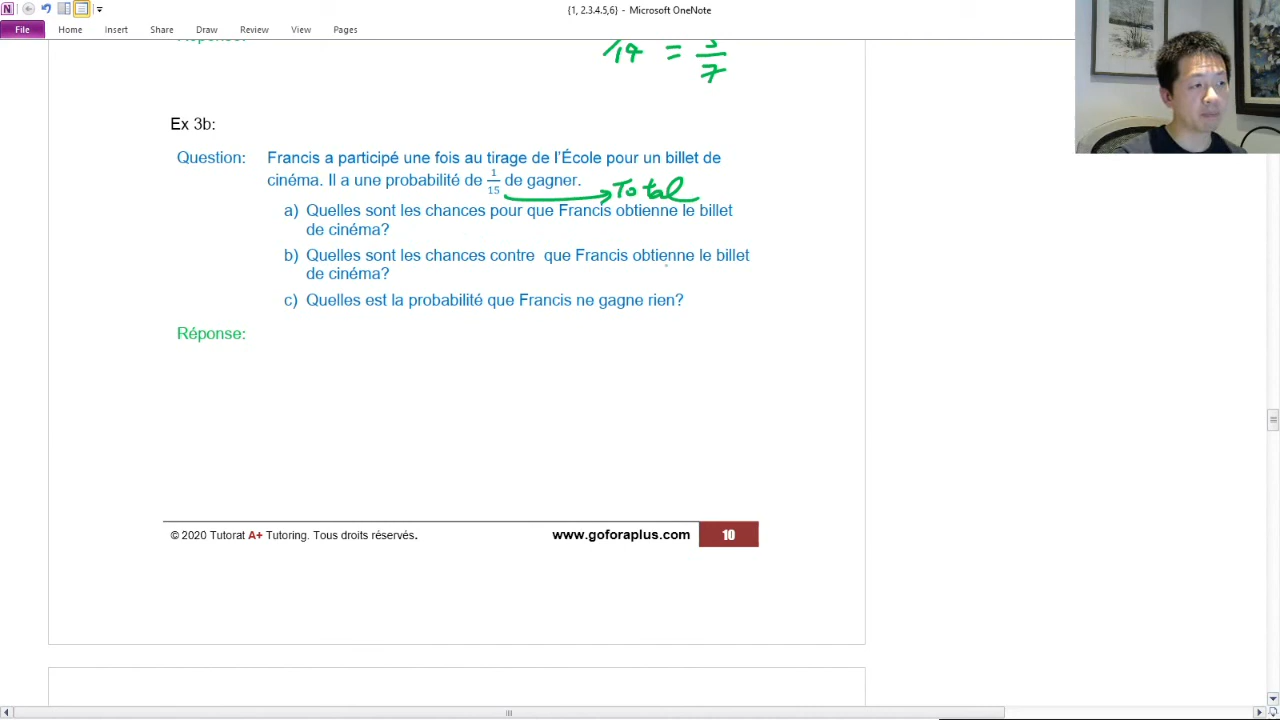 {1, 2.3.4.5,6} - Microsoft OneNote
File Home Insert Share Draw Review View Pages
Réponse:
14 = 7
Ex 3b:
Question: Francis a participé une fois au tirage de l'École pour un billet de
cinéma. Il a une probabilité de 1/15 de gagner.
Total
a) Quelles sont les chances pour que Francis obtienne le billet
de cinéma?
b) Quelles sont les chances contre que Francis obtienne le billet
de cinéma?
c) Quelles est la probabilité que Francis ne gagne rien?
Réponse:
© 2020 Tutorat A+ Tutoring. Tous droits réservés.
www.goforaplus.com 10